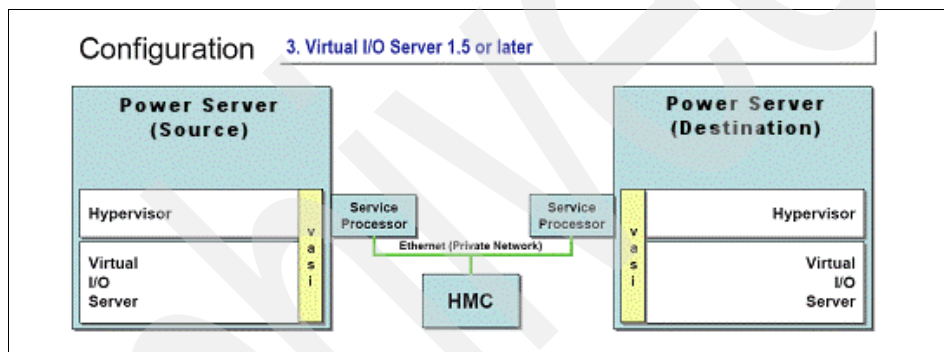 Configuration 3. Virtual I/O Server 1.5 or later
Power Server
(Source)
Hypervisor
Virtual
I/O
Server
v
a
s
i
Service
Processor
Ethernet (Private Network)
HMC
Service
Processor
Power Server
(Destination)
v
a
s
i
Hypervisor
Virtual
I/O
Server